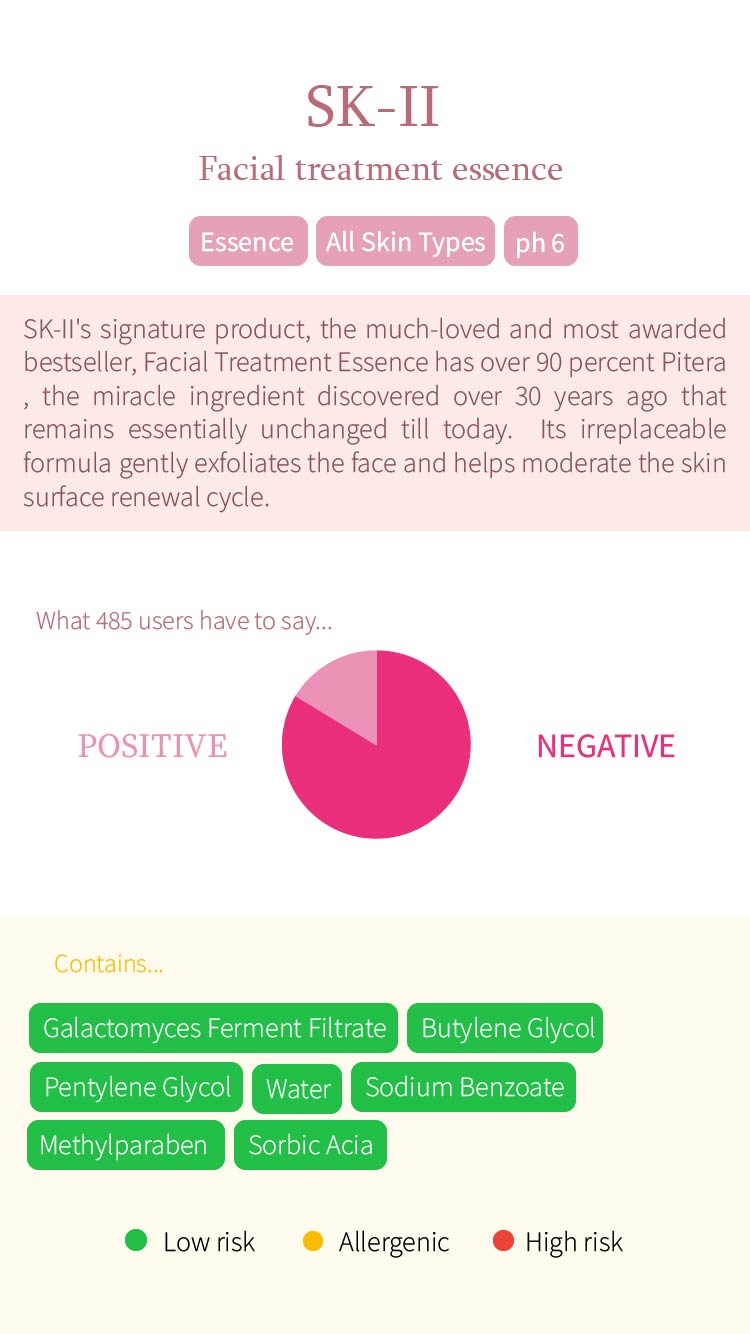 SK-II
Facial treatment essence
Essence All Skin Types ph 6
SK-II's signature product, the much-loved and most awarded
bestseller, Facial Treatment Essence has over 90 percent Pitera
, the miracle ingredient discovered over 30 years ago that
remains essentially unchanged till today. Its irreplaceable
formula gently exfoliates the face and helps moderate the skin
surface renewal cycle.
What 485 users have to say...
POSITIVE NEGATIVE
Contains...
Galactomyces Ferment Filtrate Butylene Glycol
Pentylene Glycol Water Sodium Benzoate
Methylparaben Sorbic Acia
Low risk Allergenic High risk